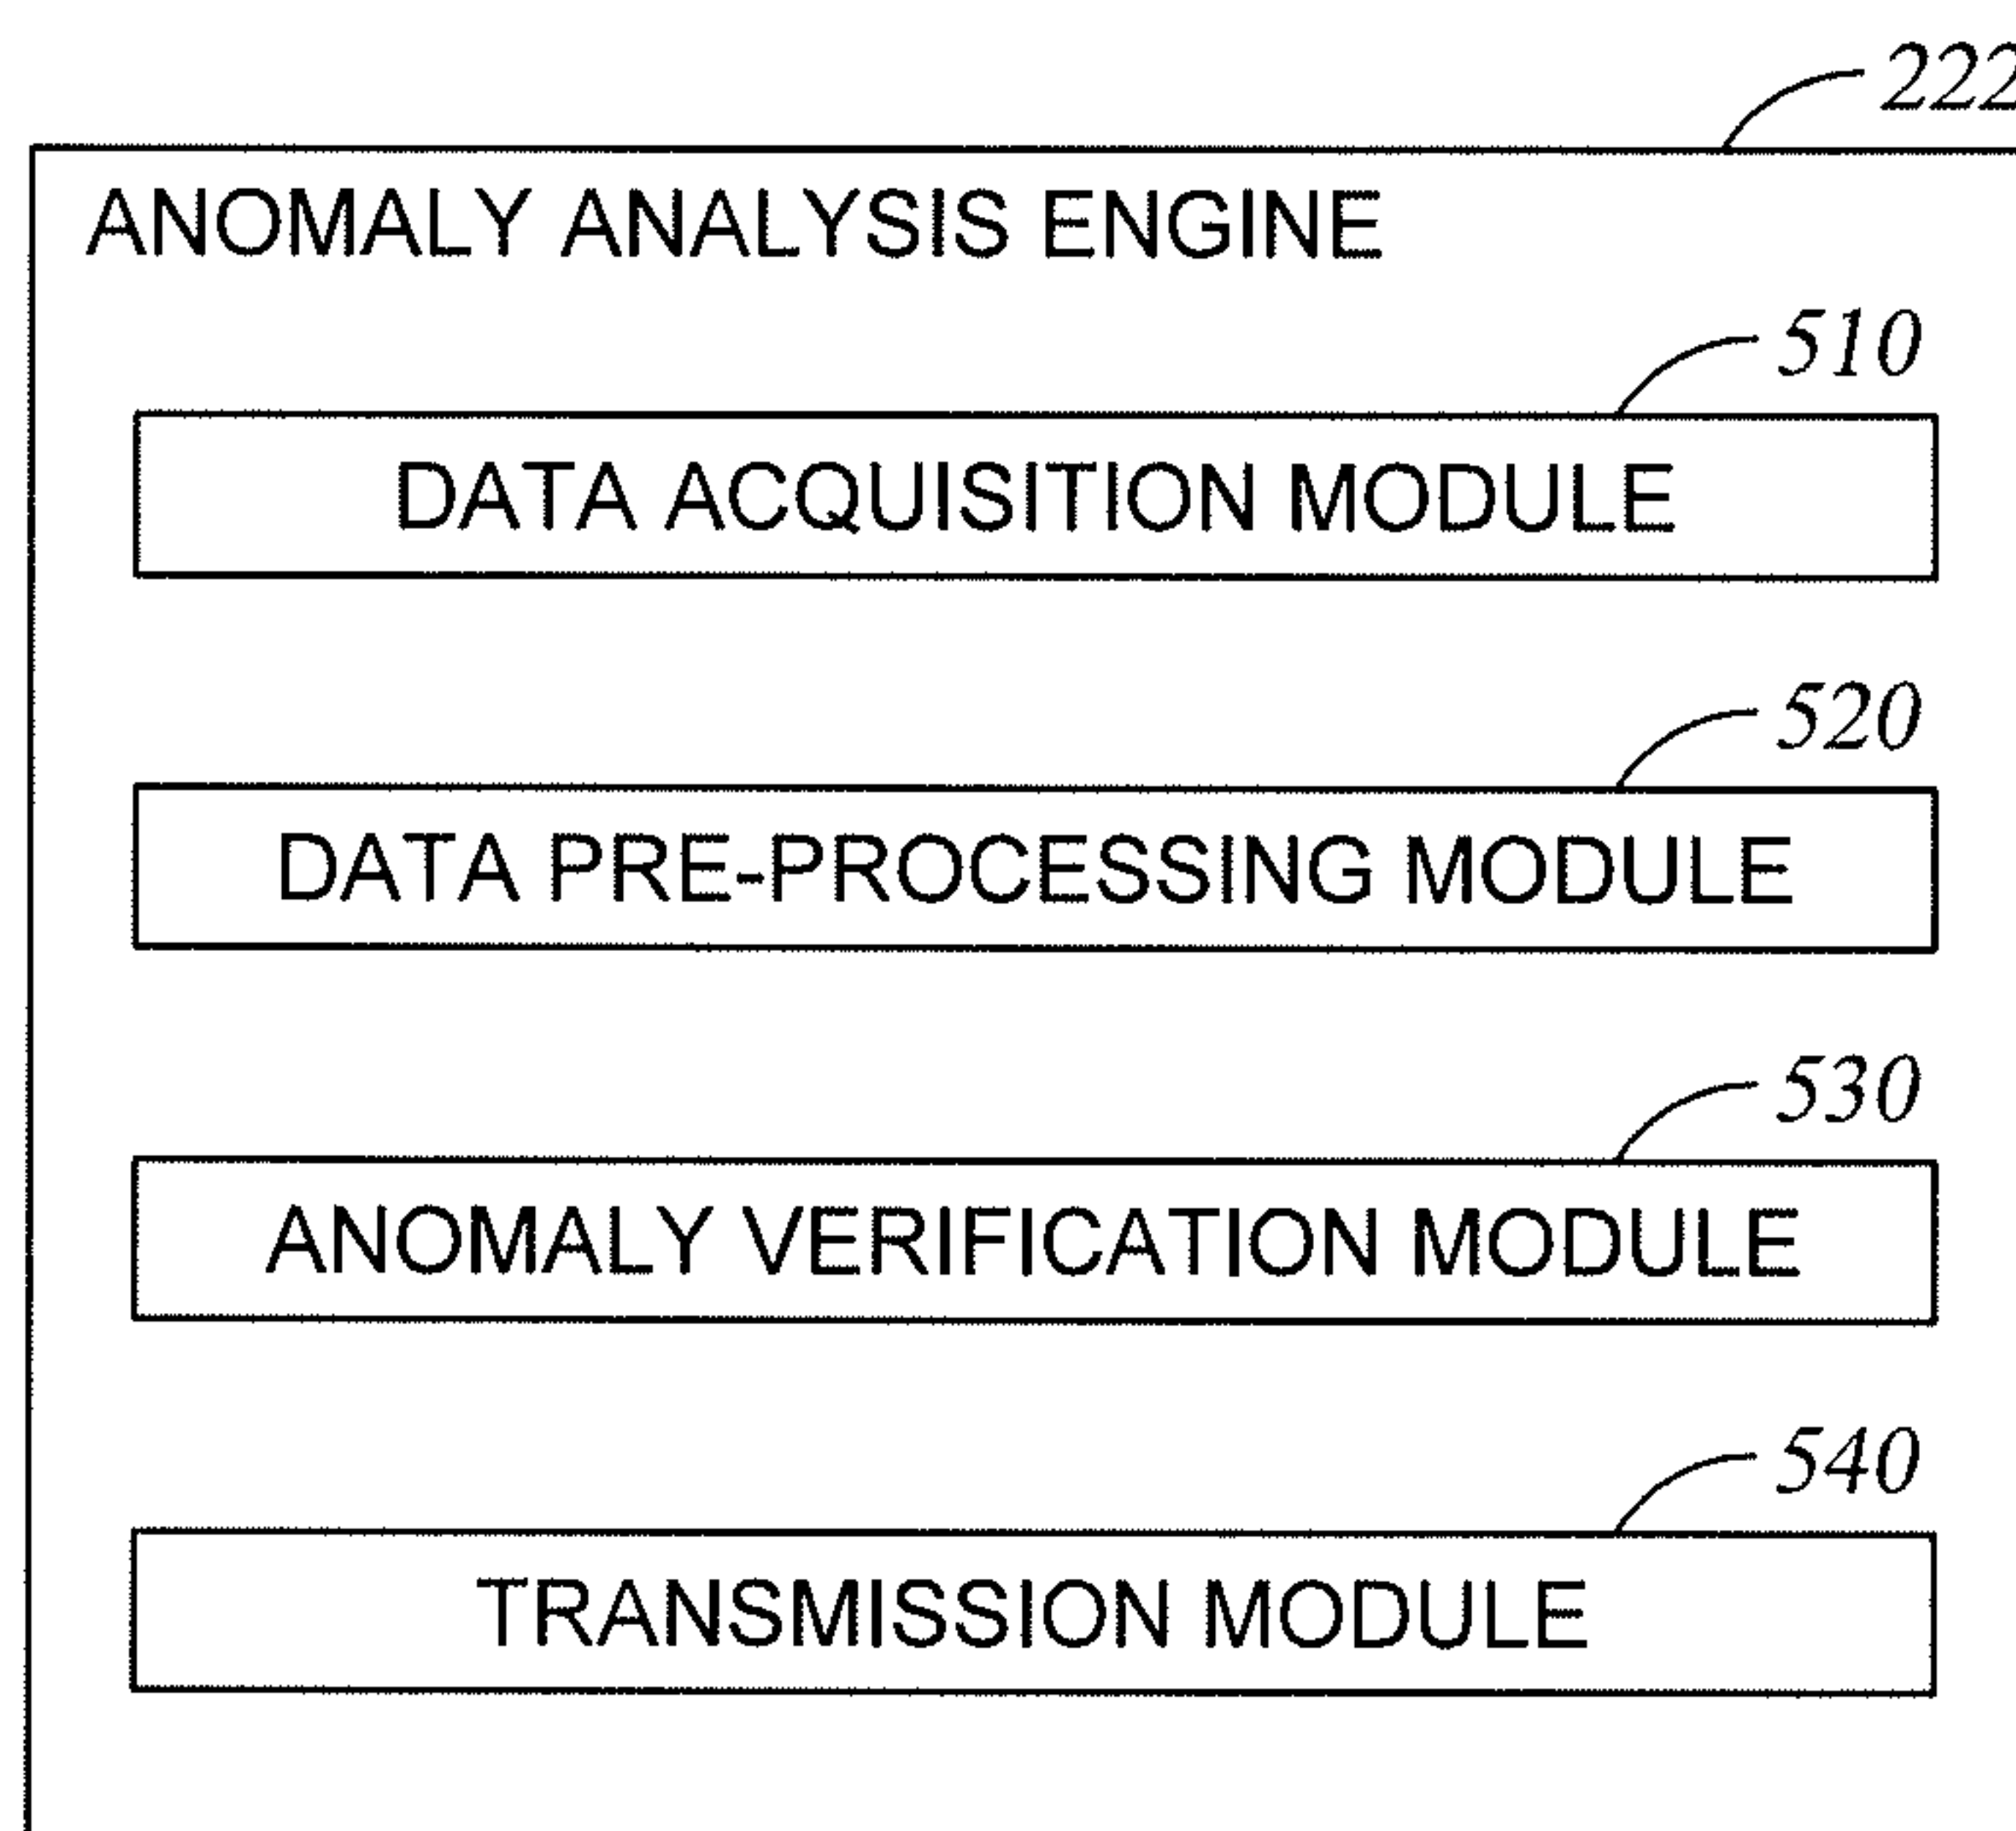 222
ANOMALY ANALYSIS ENGINE
510
DATA ACQUISITION MODULE
520
DATA PRE-PROCESSING MODULE
530
ANOMALY VERIFICATION MODULE
540
TRANSMISSION MODULE